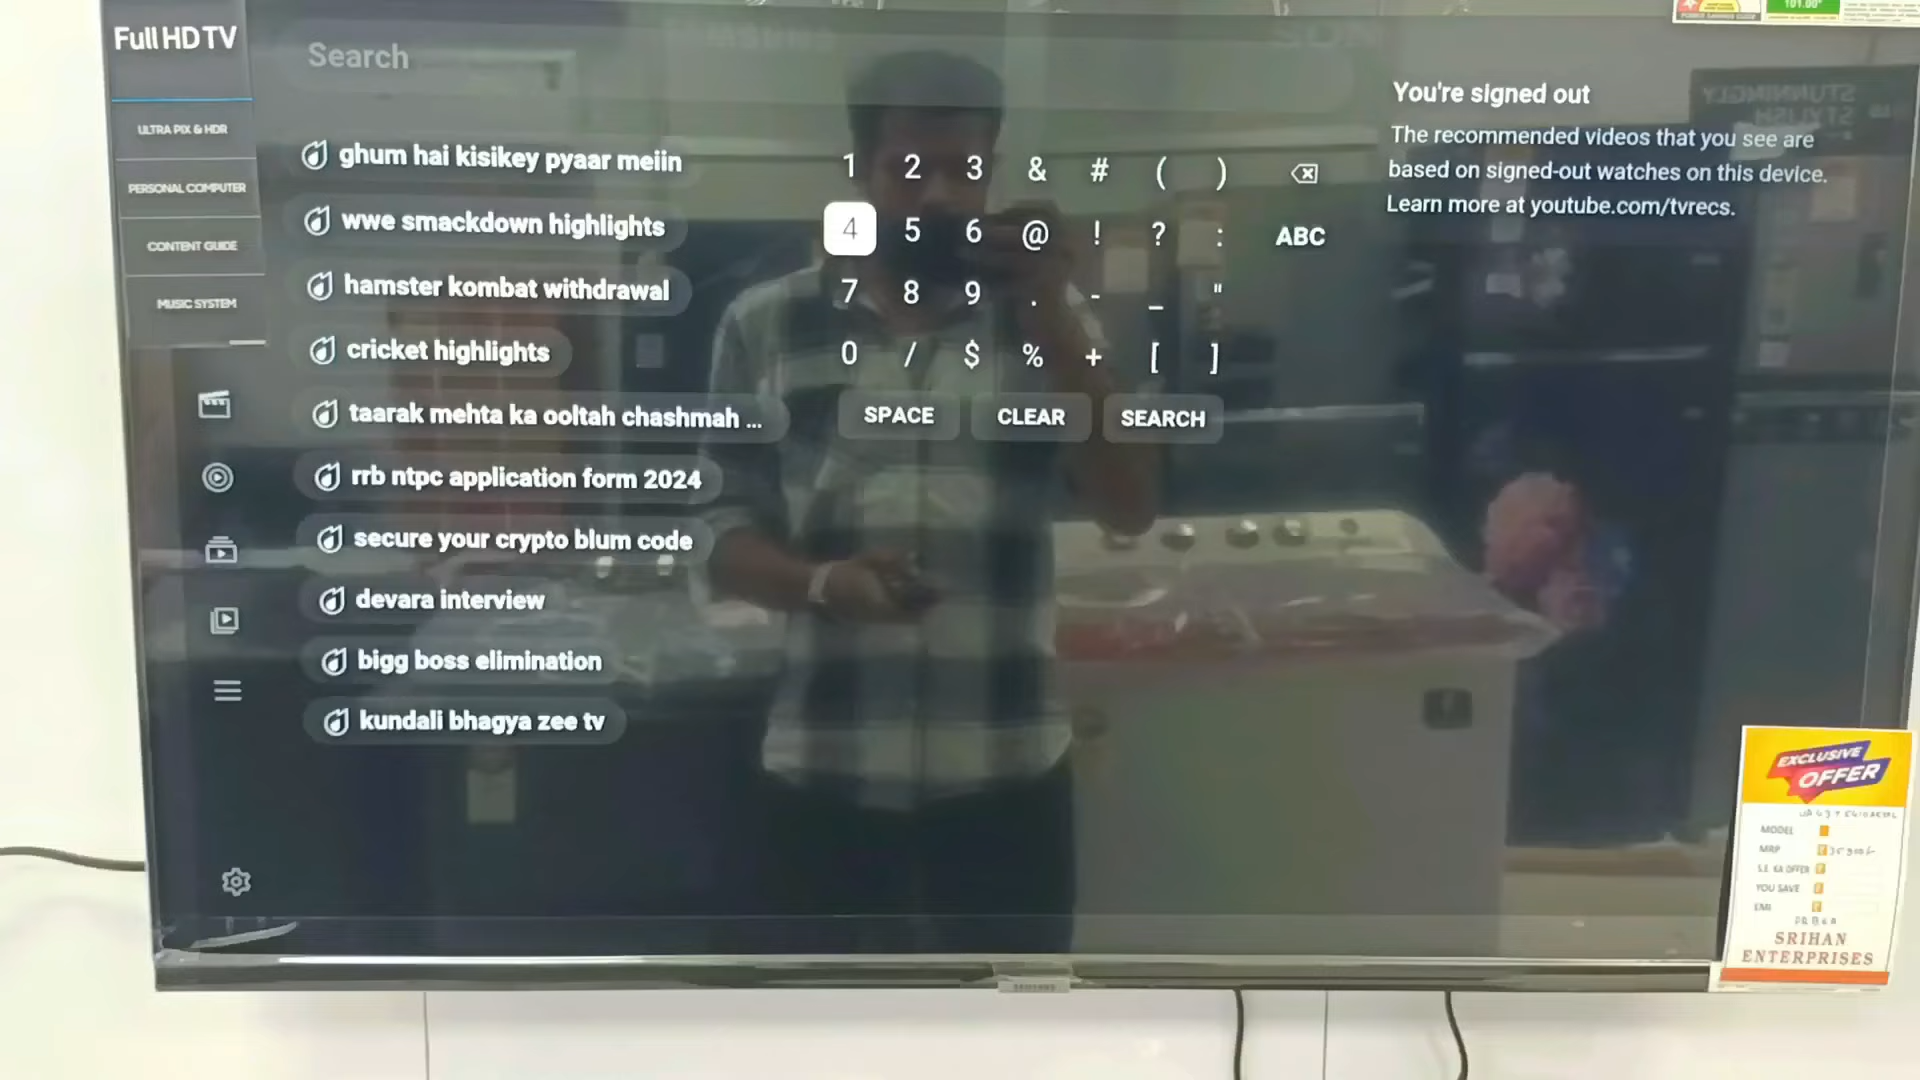 Full HD TV
ULTRA PIX & HDR
PERSONAL COMPUTER
CONTENT GUIDE
MUSIC SYSTEM
Search
ghum hai kisikey pyaar meiin
wwe smackdown highlights
hamster kombat withdrawal
cricket highlights
taarak mehta ka ooltah chashmah ...
rrb ntpc application form 2024
secure your crypto blum code
devara interview
bigg boss elimination
kundali bhagya zee tv
1 2 3 & # ( )
4 5 6 @ ! ? : ABC
7 8 9 . - _ "
0 / $ % + [ ]
SPACE CLEAR SEARCH
You're signed out
The recommended videos that you see are
based on signed-out watches on this device.
Learn more at youtube.com/tvrecs.
STUNNINGLY
STYLISH
SAMSUNG
EXCLUSIVE
OFFER
MODEL
MRP
S.E. KA OFFER
YOU SAVE
EMI
SRIHAN
ENTERPRISES